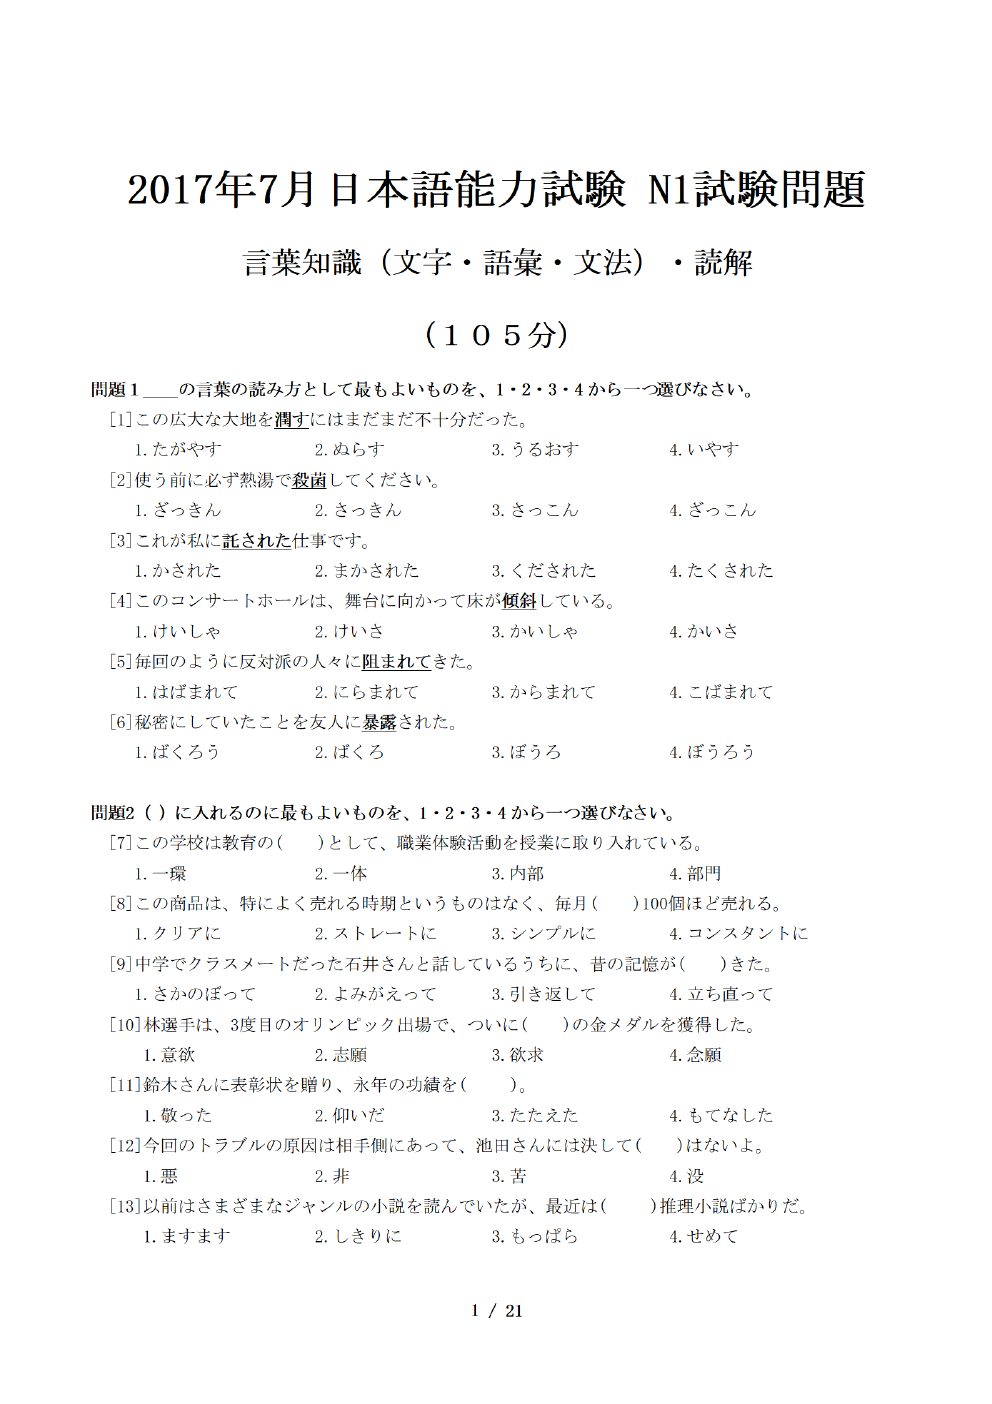 2017年7月日本語能力試験 N1試験問題
言葉知識（文字・語彙・文法）・読解
（１０５分）
問題１____の言葉の読み方として最もよいものを、1・2・3・4から一つ選びなさい。
[1]この広大な大地を潤すにはまだまだ不十分だった。
1.たがやす 2.ぬらす 3.うるおす 4.いやす
[2]使う前に必ず熱湯で殺菌してください。
1.ざっきん 2.さっきん 3.さっこん 4.ざっこん
[3]これが私に託された仕事です。
1.かされた 2.まかされた 3.くだされた 4.たくされた
[4]このコンサートホールは、舞台に向かって床が傾斜している。
1.けいしゃ 2.けいさ 3.かいしゃ 4.かいさ
[5]毎回のように反対派の人々に阻まれてきた。
1.はばまれて 2.にらまれて 3.からまれて 4.こばまれて
[6]秘密にしていたことを友人に暴露された。
1.ばくろう 2.ばくろ 3.ぼうろ 4.ぼうろう
問題2（ ）に入れるのに最もよいものを、1・2・3・4から一つ選びなさい。
[7]この学校は教育の(　　)として、職業体験活動を授業に取り入れている。
1.一環 2.一体 3.内部 4.部門
[8]この商品は、特によく売れる時期というものはなく、毎月(　　)100個ほど売れる。
1.クリアに 2.ストレートに 3.シンプルに 4.コンスタントに
[9]中学でクラスメートだった石井さんと話しているうちに、昔の記憶が(　　)きた。
1.さかのぼって 2.よみがえって 3.引き返して 4.立ち直って
[10]林選手は、3度目のオリンピック出場で、ついに(　　)の金メダルを獲得した。
1.意欲 2.志願 3.欲求 4.念願
[11]鈴木さんに表彰状を贈り、永年の功績を(　　)。
1.敬った 2.仰いだ 3.たたえた 4.もてなした
[12]今回のトラブルの原因は相手側にあって、池田さんには決して(　　)はないよ。
1.悪 2.非 3.苦 4.没
[13]以前はさまざまなジャンルの小説を読んでいたが、最近は(　　)推理小説ばかりだ。
1.ますます 2.しきりに 3.もっぱら 4.せめて
1 / 21